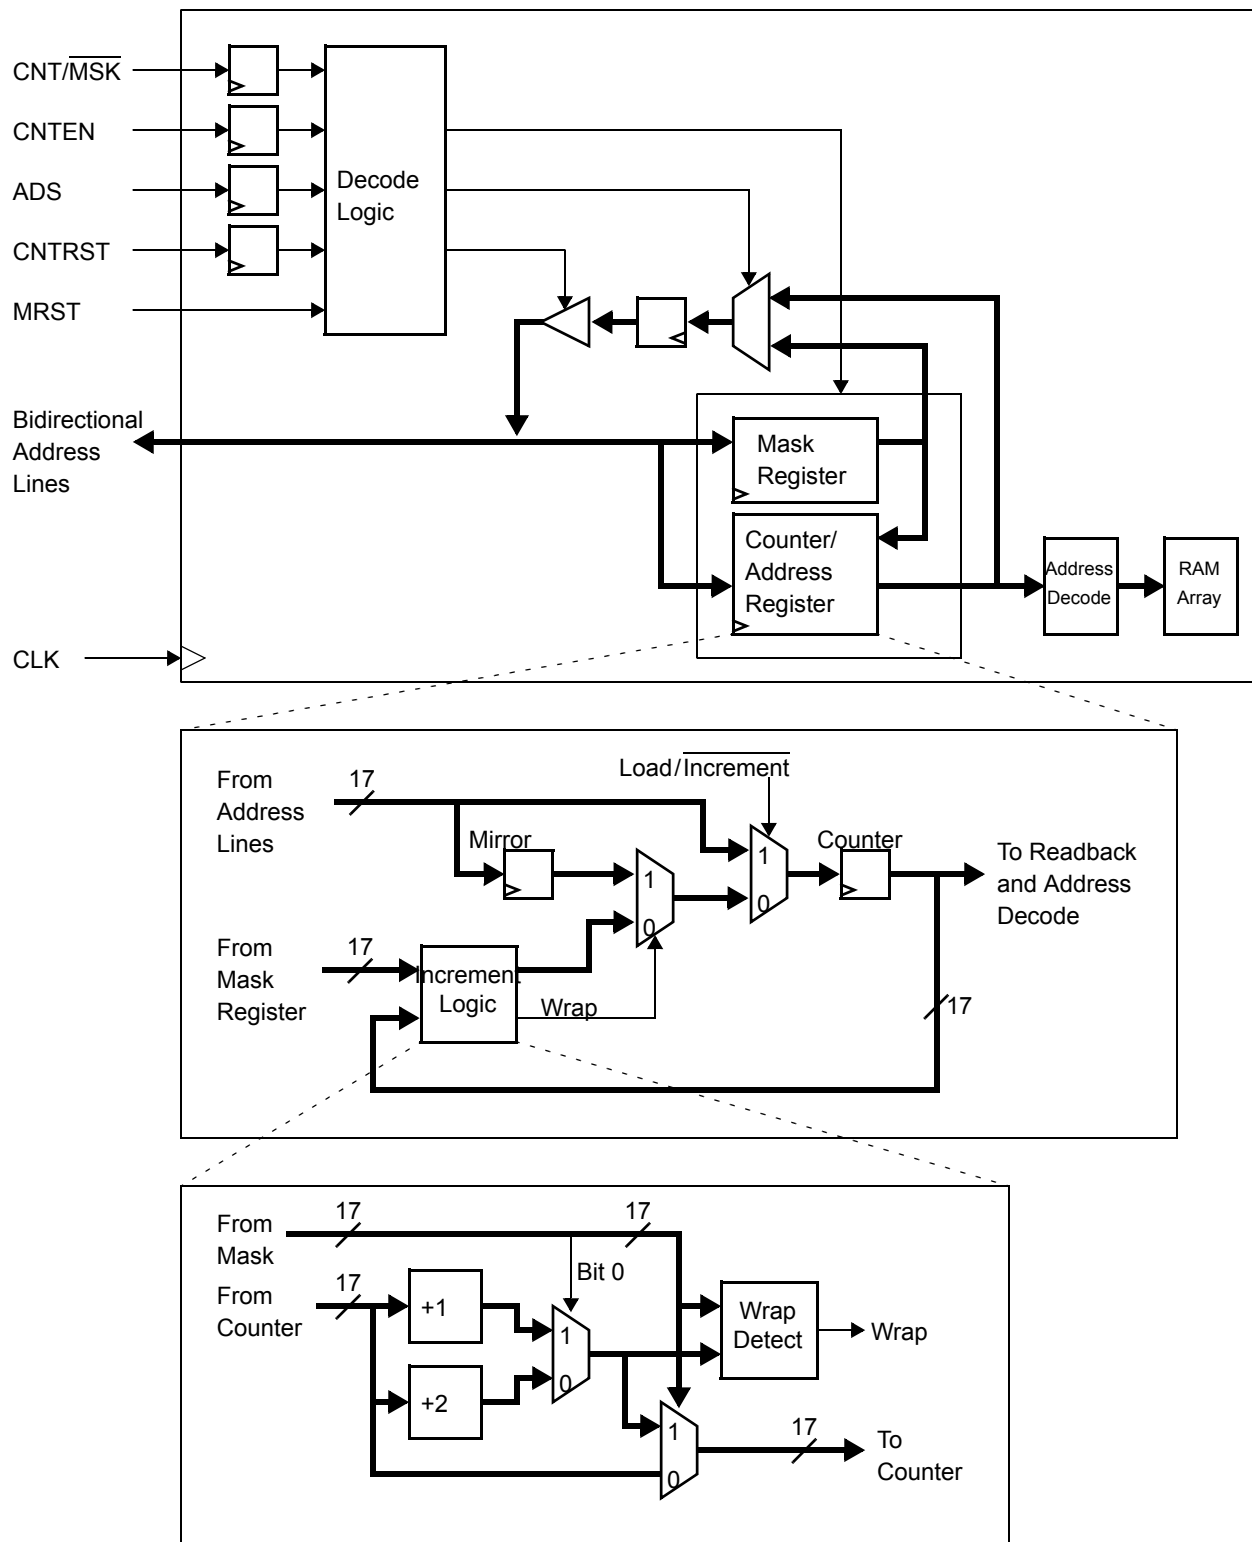 CNT/MSK
CNTEN
ADS
CNTRST
MRST
Decode
Logic
Bidirectional
Address
Lines
Mask
Register
Counter/
Address
Register
Address
Decode
RAM
Array
CLK
From
Address
Lines
17
Load/Increment
Mirror
1
0
1
0
Counter
To Readback
and Address
Decode
From
Mask
Register
17
Increment
Logic
Wrap
17
From
Mask
17
17
Bit 0
From
Counter
17
+1
+2
1
0
Wrap
Detect
Wrap
1
0
17
To
Counter